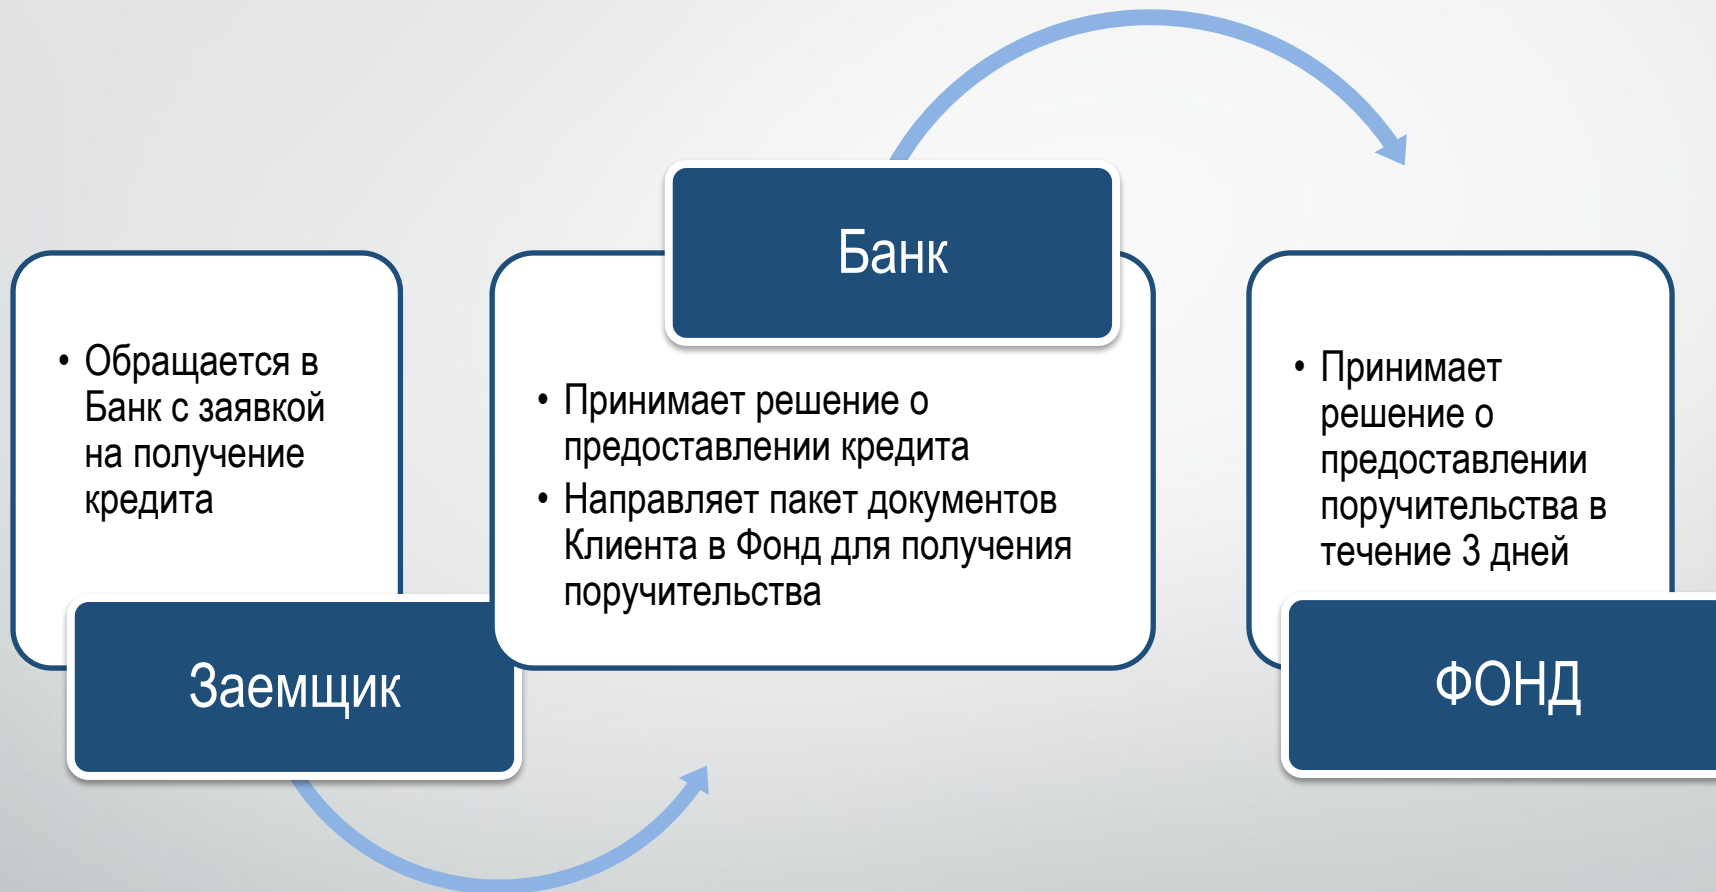 • Обращается в
Банк с заявкой
на получение
кредита
Заемщик
Банк
• Принимает решение о
предоставлении кредита
• Направляет пакет документов
Клиента в Фонд для получения
поручительства
• Принимает
решение о
предоставлении
поручительства в
течение 3 дней
ФОНД